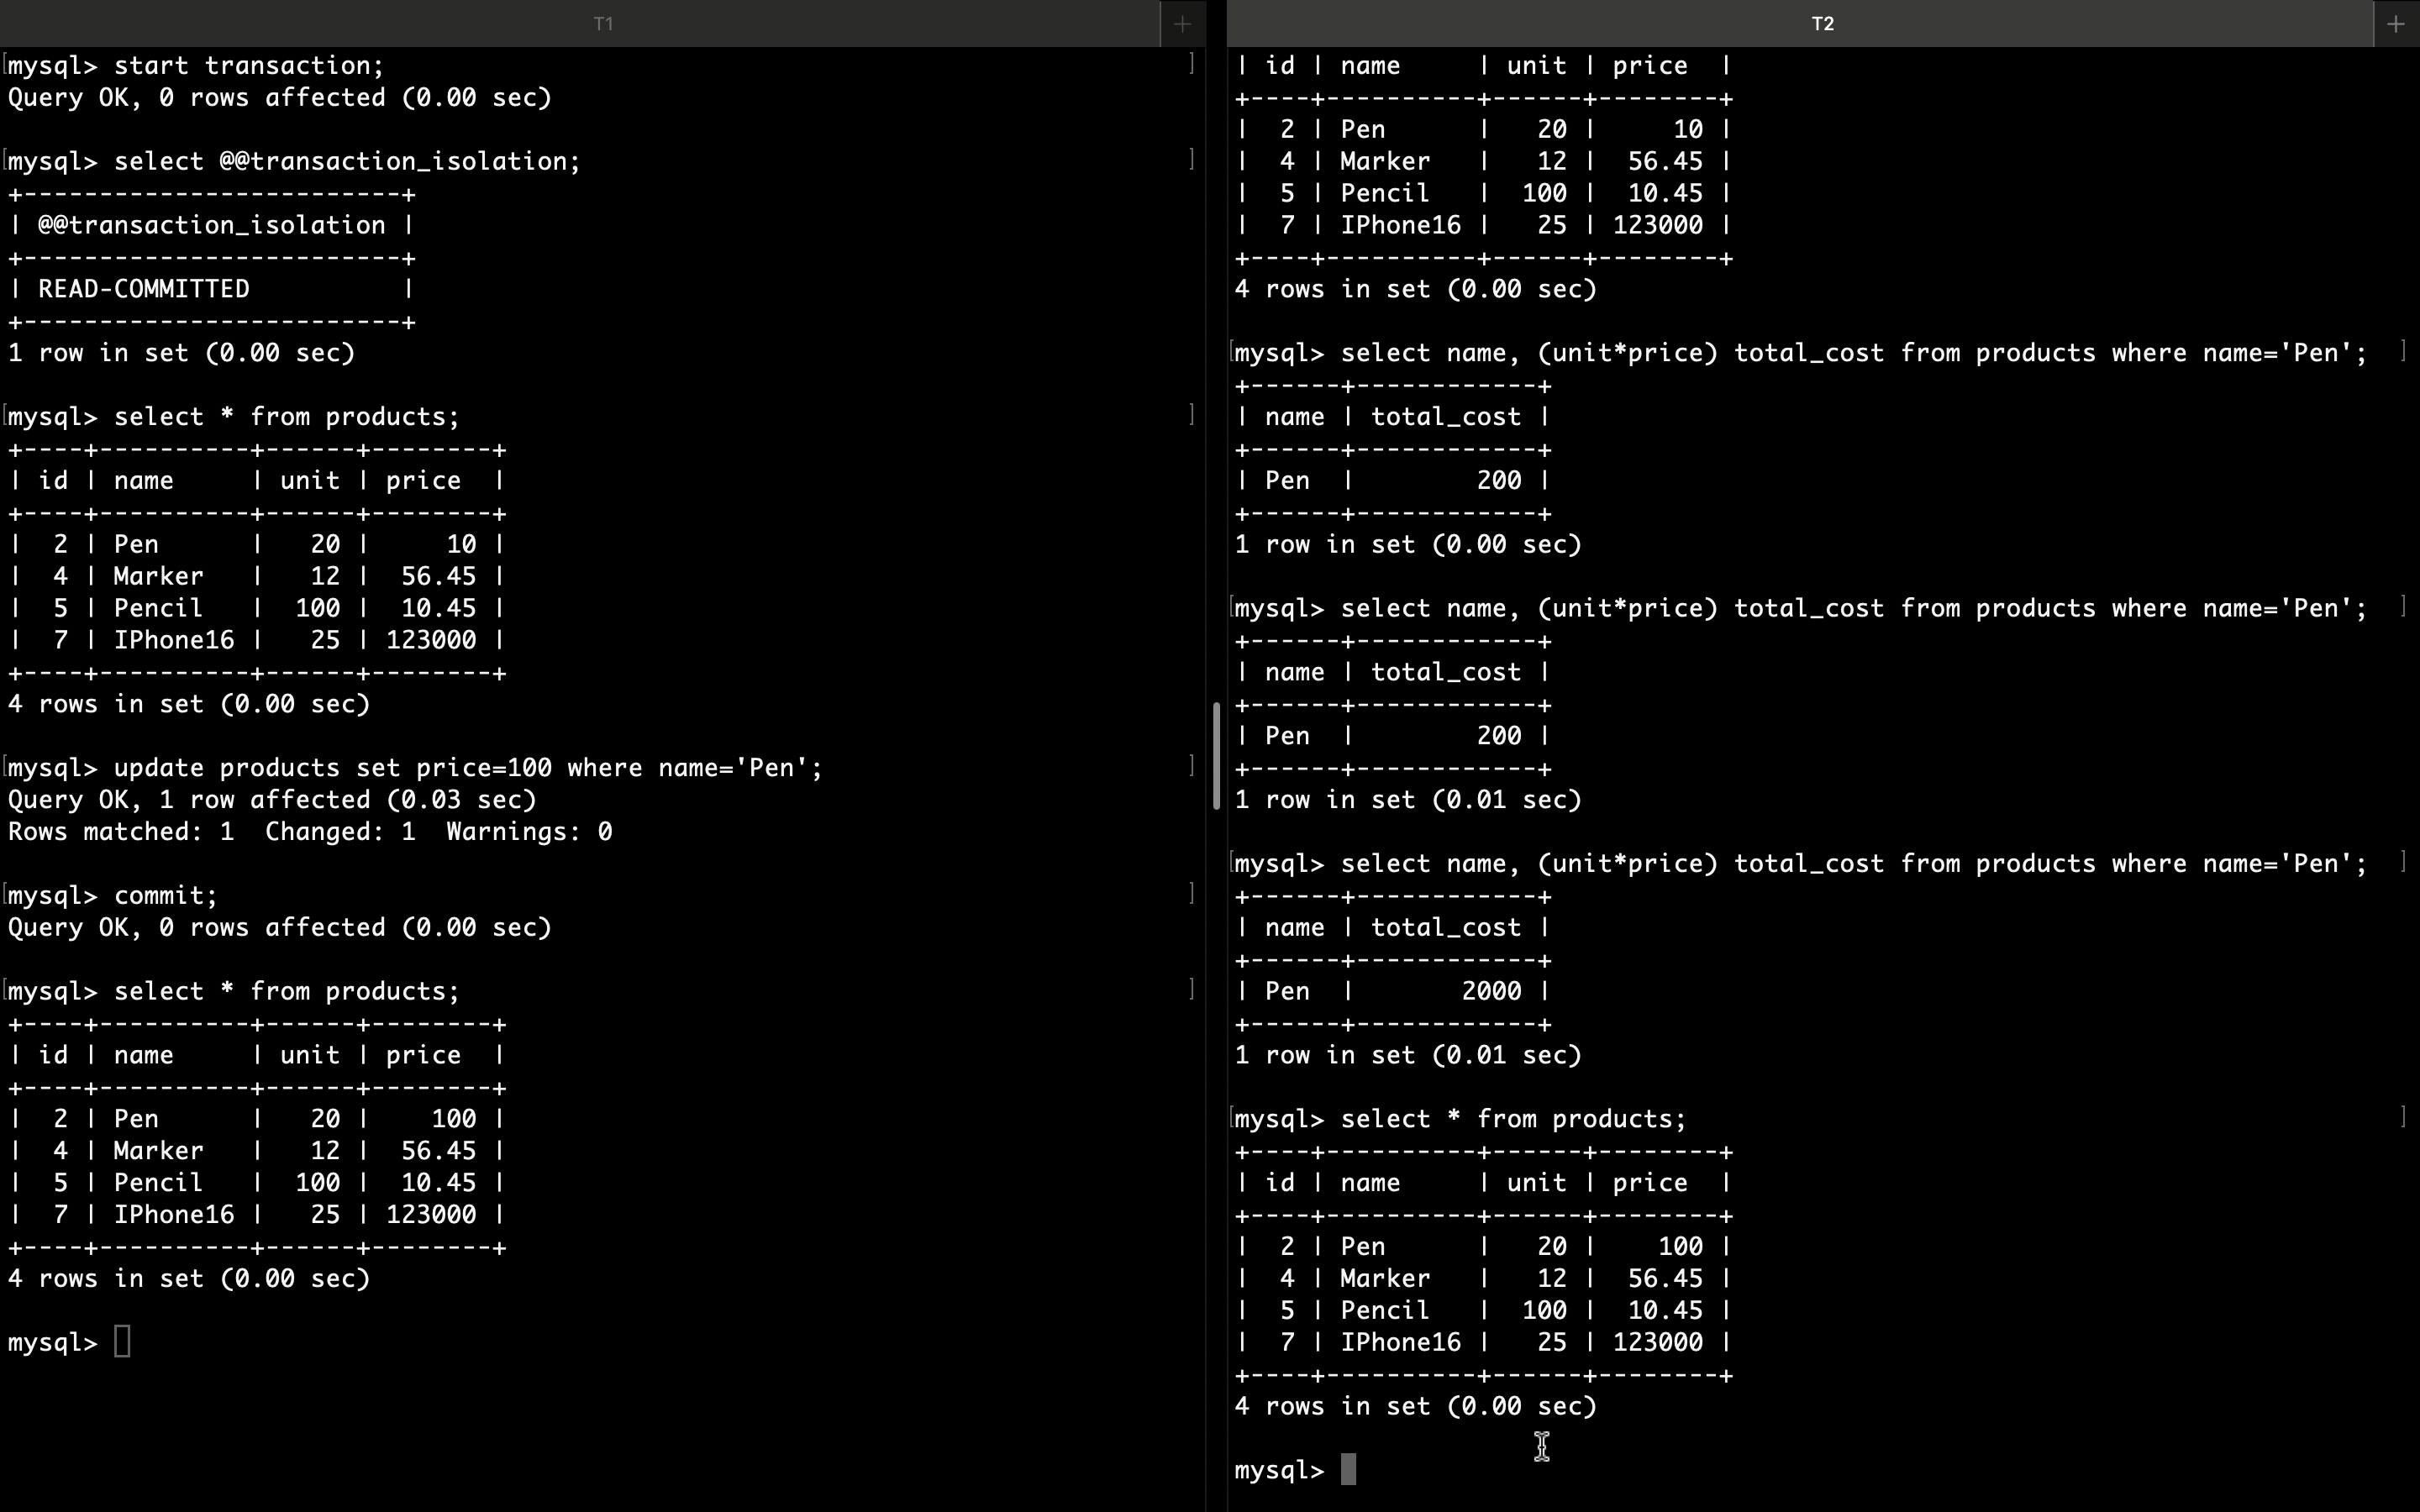 T1
mysql> start transaction;
Query OK, 0 rows affected (0.00 sec)
mysql> select @@transaction_isolation;
+-------------------------+
| @@transaction_isolation |
+-------------------------+
| READ-COMMITTED          |
+-------------------------+
1 row in set (0.00 sec)
mysql> select * from products;
+----+----------+------+--------+
| id | name     | unit | price  |
+----+----------+------+--------+
|  2 | Pen      |   20 |     10 |
|  4 | Marker   |   12 |  56.45 |
|  5 | Pencil   |  100 |  10.45 |
|  7 | IPhone16 |   25 | 123000 |
+----+----------+------+--------+
4 rows in set (0.00 sec)
mysql> update products set price=100 where name='Pen';
Query OK, 1 row affected (0.03 sec)
Rows matched: 1  Changed: 1  Warnings: 0
mysql> commit;
Query OK, 0 rows affected (0.00 sec)
mysql> select * from products;
+----+----------+------+--------+
| id | name     | unit | price  |
+----+----------+------+--------+
|  2 | Pen      |   20 |    100 |
|  4 | Marker   |   12 |  56.45 |
|  5 | Pencil   |  100 |  10.45 |
|  7 | IPhone16 |   25 | 123000 |
+----+----------+------+--------+
4 rows in set (0.00 sec)
mysql>
T2
| id | name     | unit | price  |
+----+----------+------+--------+
|  2 | Pen      |   20 |     10 |
|  4 | Marker   |   12 |  56.45 |
|  5 | Pencil   |  100 |  10.45 |
|  7 | IPhone16 |   25 | 123000 |
+----+----------+------+--------+
4 rows in set (0.00 sec)
mysql> select name, (unit*price) total_cost from products where name='Pen';
+------+------------+
| name | total_cost |
+------+------------+
| Pen  |        200 |
+------+------------+
1 row in set (0.00 sec)
mysql> select name, (unit*price) total_cost from products where name='Pen';
+------+------------+
| name | total_cost |
+------+------------+
| Pen  |        200 |
+------+------------+
1 row in set (0.01 sec)
mysql> select name, (unit*price) total_cost from products where name='Pen';
+------+------------+
| name | total_cost |
+------+------------+
| Pen  |       2000 |
+------+------------+
1 row in set (0.01 sec)
mysql> select * from products;
+----+----------+------+--------+
| id | name     | unit | price  |
+----+----------+------+--------+
|  2 | Pen      |   20 |    100 |
|  4 | Marker   |   12 |  56.45 |
|  5 | Pencil   |  100 |  10.45 |
|  7 | IPhone16 |   25 | 123000 |
+----+----------+------+--------+
4 rows in set (0.00 sec)
mysql>